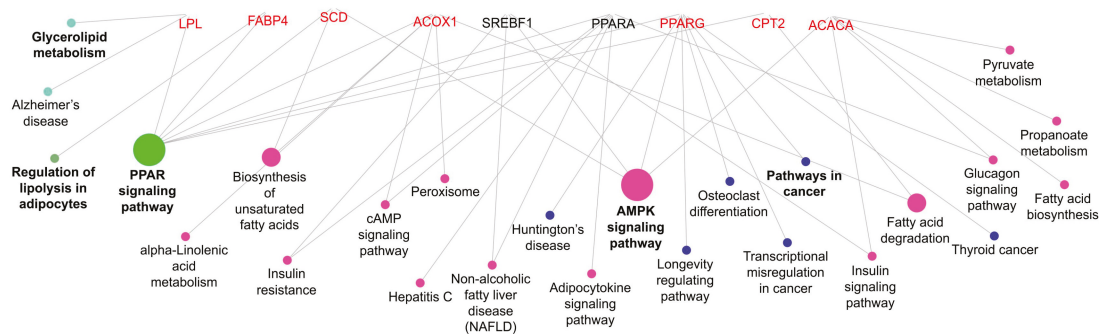 LPL
FABP4
SCD
ACOX1
SREBF1
PPARA
PPARG
CPT2
ACACA
Glycerolipid
metabolism
Pyruvate
metabolism
Alzheimer's
disease
Propanoate
metabolism
Regulation of
lipolysis in
adipocytes
PPAR
signaling
pathway
Biosynthesis
of
unsaturated
fatty acids
Peroxisome
cAMP
signaling
pathway
Huntington's
disease
AMPK
signaling
pathway
Osteoclast
differentiation
Pathways in
cancer
Glucagon
signaling
pathway
Fatty acid
biosynthesis
Fatty acid
degradation
Thyroid cancer
alpha-Linolenic
acid
metabolism
Insulin
resistance
Hepatitis C
Non-alcoholic
fatty liver
disease
(NAFLD)
Adipocytokine
signaling
pathway
Longevity
regulating
pathway
Transcriptional
misregulation
in cancer
Insulin
signaling
pathway